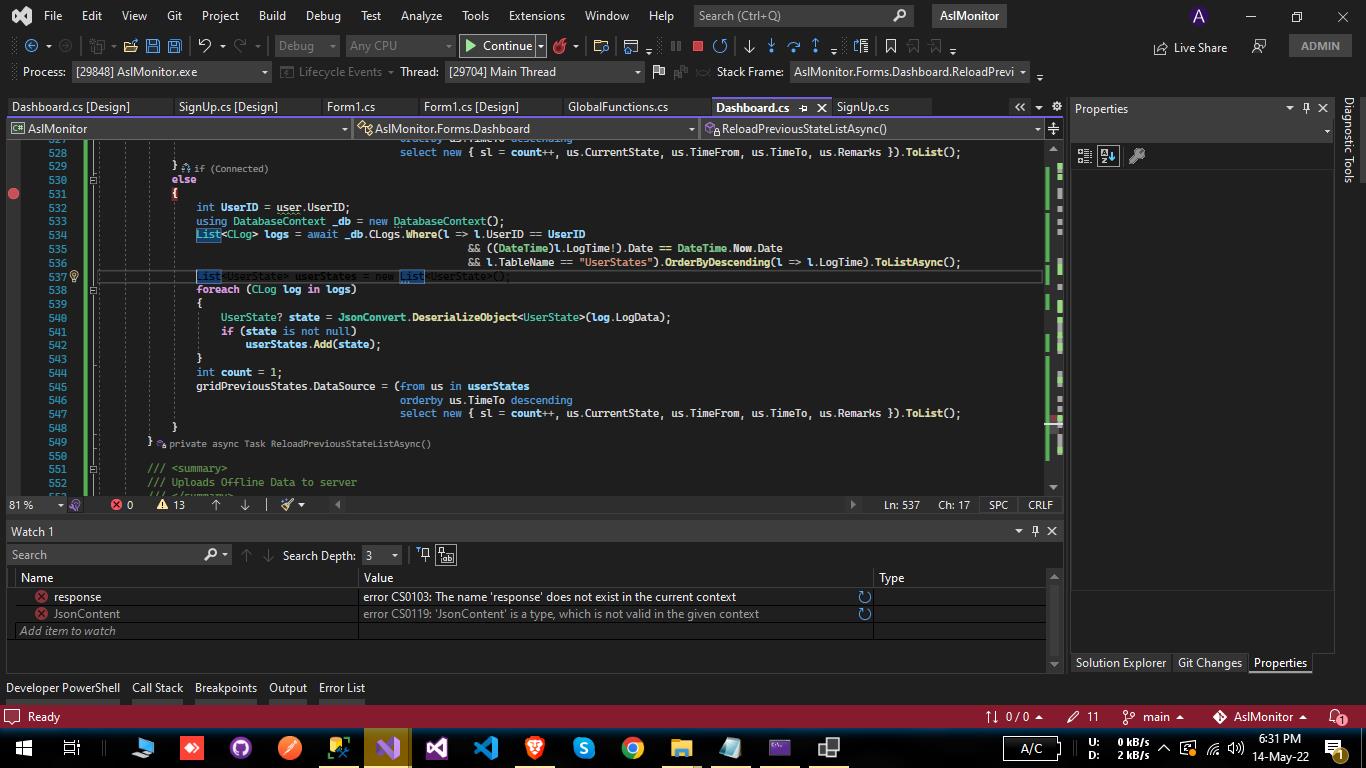 File Edit View Git Project Build Debug Test Analyze Tools Extensions Window Help Search (Ctrl+Q) AslMonitor A
Debug Any CPU Continue Live Share ADMIN
Process: [29848] AslMonitor.exe Lifecycle Events Thread: [29704] Main Thread Stack Frame: AslMonitor.Forms.Dashboard.ReloadPrevi
Dashboard.cs [Design] SignUp.cs [Design] Form1.cs Form1.cs [Design] GlobalFunctions.cs Dashboard.cs SignUp.cs
AslMonitor AslMonitor.Forms.Dashboard ReloadPreviousStateListAsync()
527 orderby us.TimeTo descending
528 select new { sl = count++, us.CurrentState, us.TimeFrom, us.TimeTo, us.Remarks }).ToList();
529 } if (Connected)
530 else
531 {
532 int UserID = user.UserID;
533 using DatabaseContext _db = new DatabaseContext();
534 List<CLog> logs = await _db.CLogs.Where(l => l.UserID == UserID
535 && ((DateTime)l.LogTime!).Date == DateTime.Now.Date
536 && l.TableName == "UserStates").OrderByDescending(l => l.LogTime).ToListAsync();
537 List<UserState> userStates = new List<UserState>();
538 foreach (CLog log in logs)
539 {
540 UserState? state = JsonConvert.DeserializeObject<UserState>(log.LogData);
541 if (state is not null)
542 userStates.Add(state);
543 }
544 int count = 1;
545 gridPreviousStates.DataSource = (from us in userStates
546 orderby us.TimeTo descending
547 select new { sl = count++, us.CurrentState, us.TimeFrom, us.TimeTo, us.Remarks }).ToList();
548 }
549 } private async Task ReloadPreviousStateListAsync()
550
551 /// <summary>
552 /// Uploads Offline Data to server
553 /// </summary>
81 % 0 13 Ln: 537 Ch: 17 SPC CRLF
Properties
Diagnostic Tools
Watch 1
Search Search Depth: 3
Name Value Type
response error CS0103: The name 'response' does not exist in the current context
JsonContent error CS0119: 'JsonContent' is a type, which is not valid in the given context
Add item to watch
Solution Explorer Git Changes Properties
Developer PowerShell Call Stack Breakpoints Output Error List
Ready 0 / 0 11 main AslMonitor 1
A/C U: 0 kB/s D: 2 kB/s 6:31 PM 14-May-22 1